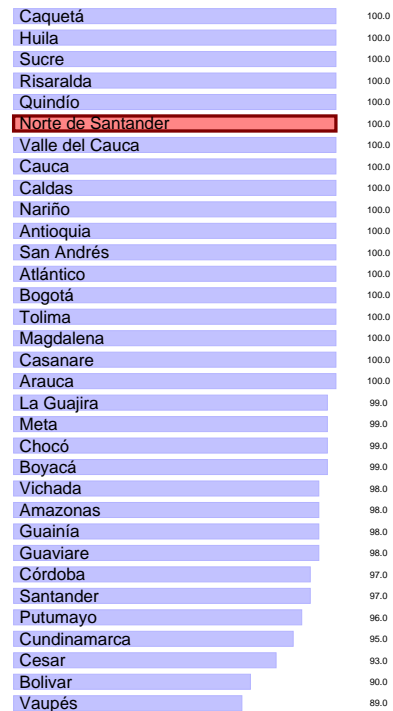 Caquetá 100.0
Huila 100.0
Sucre 100.0
Risaralda 100.0
Quindío 100.0
Norte de Santander 100.0
Valle del Cauca 100.0
Cauca 100.0
Caldas 100.0
Nariño 100.0
Antioquia 100.0
San Andrés 100.0
Atlántico 100.0
Bogotá 100.0
Tolima 100.0
Magdalena 100.0
Casanare 100.0
Arauca 100.0
La Guajira 99.0
Meta 99.0
Chocó 99.0
Boyacá 99.0
Vichada 98.0
Amazonas 98.0
Guainía 98.0
Guaviare 98.0
Córdoba 97.0
Santander 97.0
Putumayo 96.0
Cundinamarca 95.0
Cesar 93.0
Bolivar 90.0
Vaupés 89.0